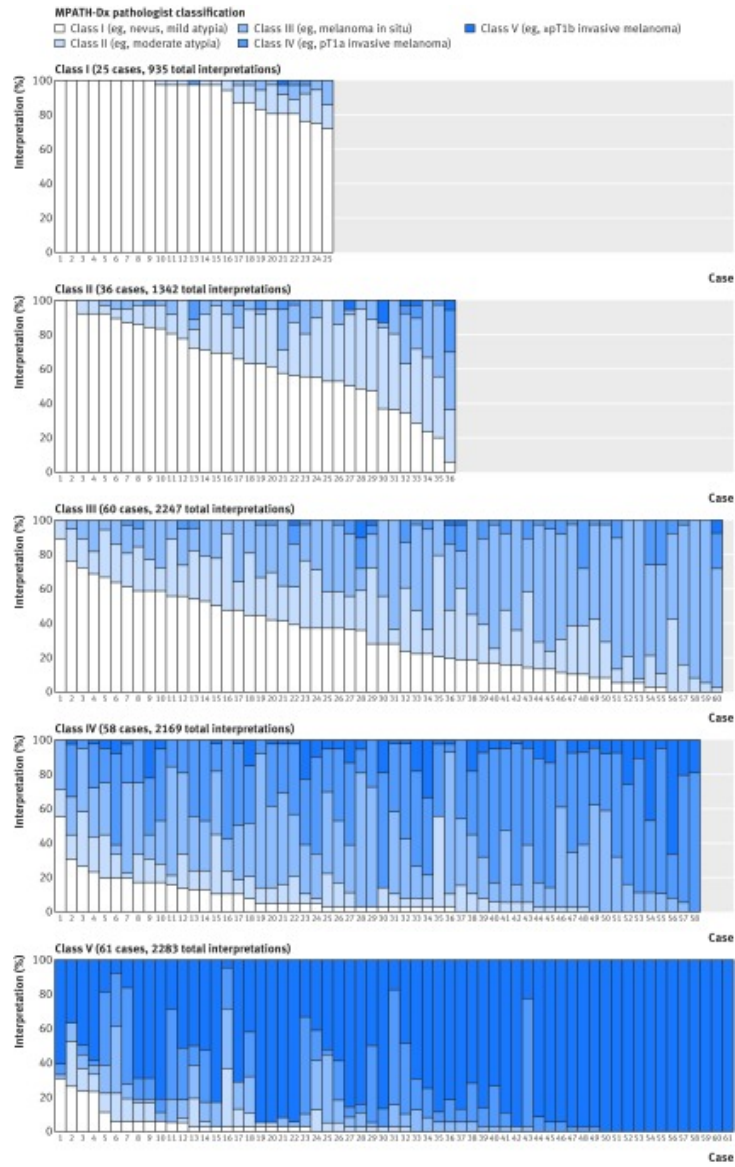 MPATH-Dx pathologist classification
Class I (eg, nevus, mild atypia) Class III (eg, melanoma in situ) Class V (eg, ≥pT1b invasive melanoma)
Class II (eg, moderate atypia) Class IV (eg, pT1a invasive melanoma)
Class I (25 cases, 935 total interpretations)
Interpretation (%)
100
80
60
40
20
0
1 2 3 4 5 6 7 8 9 10 11 12 13 14 15 16 17 18 19 20 21 22 23 24 25
Case
Class II (36 cases, 1342 total interpretations)
Interpretation (%)
100
80
60
40
20
0
1 2 3 4 5 6 7 8 9 10 11 12 13 14 15 16 17 18 19 20 21 22 23 24 25 26 27 28 29 30 31 32 33 34 35 36
Case
Class III (60 cases, 2247 total interpretations)
Interpretation (%)
100
80
60
40
20
0
1 2 3 4 5 6 7 8 9 10 11 12 13 14 15 16 17 18 19 20 21 22 23 24 25 26 27 28 29 30 31 32 33 34 35 36 37 38 39 40 41 42 43 44 45 46 47 48 49 50 51 52 53 54 55 56 57 58 59 60
Case
Class IV (58 cases, 2169 total interpretations)
Interpretation (%)
100
80
60
40
20
0
1 2 3 4 5 6 7 8 9 10 11 12 13 14 15 16 17 18 19 20 21 22 23 24 25 26 27 28 29 30 31 32 33 34 35 36 37 38 39 40 41 42 43 44 45 46 47 48 49 50 51 52 53 54 55 56 57 58
Case
Class V (61 cases, 2283 total interpretations)
Interpretation (%)
100
80
60
40
20
0
1 2 3 4 5 6 7 8 9 10 11 12 13 14 15 16 17 18 19 20 21 22 23 24 25 26 27 28 29 30 31 32 33 34 35 36 37 38 39 40 41 42 43 44 45 46 47 48 49 50 51 52 53 54 55 56 57 58 59 60 61
Case